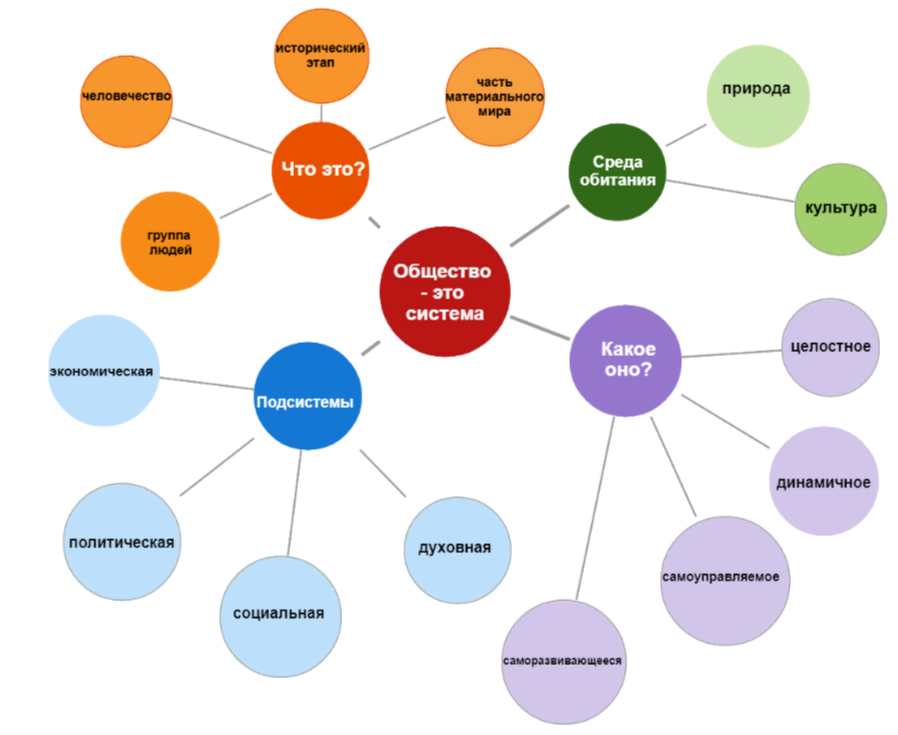 исторический
этап
человечество
часть
материального
мира
Что это?
группа
людей
природа
Среда
обитания
культура
Общество
- это
система
Какое
оно?
целостное
динамичное
самоуправляемое
саморазвивающееся
экономическая
Подсистемы
политическая
социальная
духовная